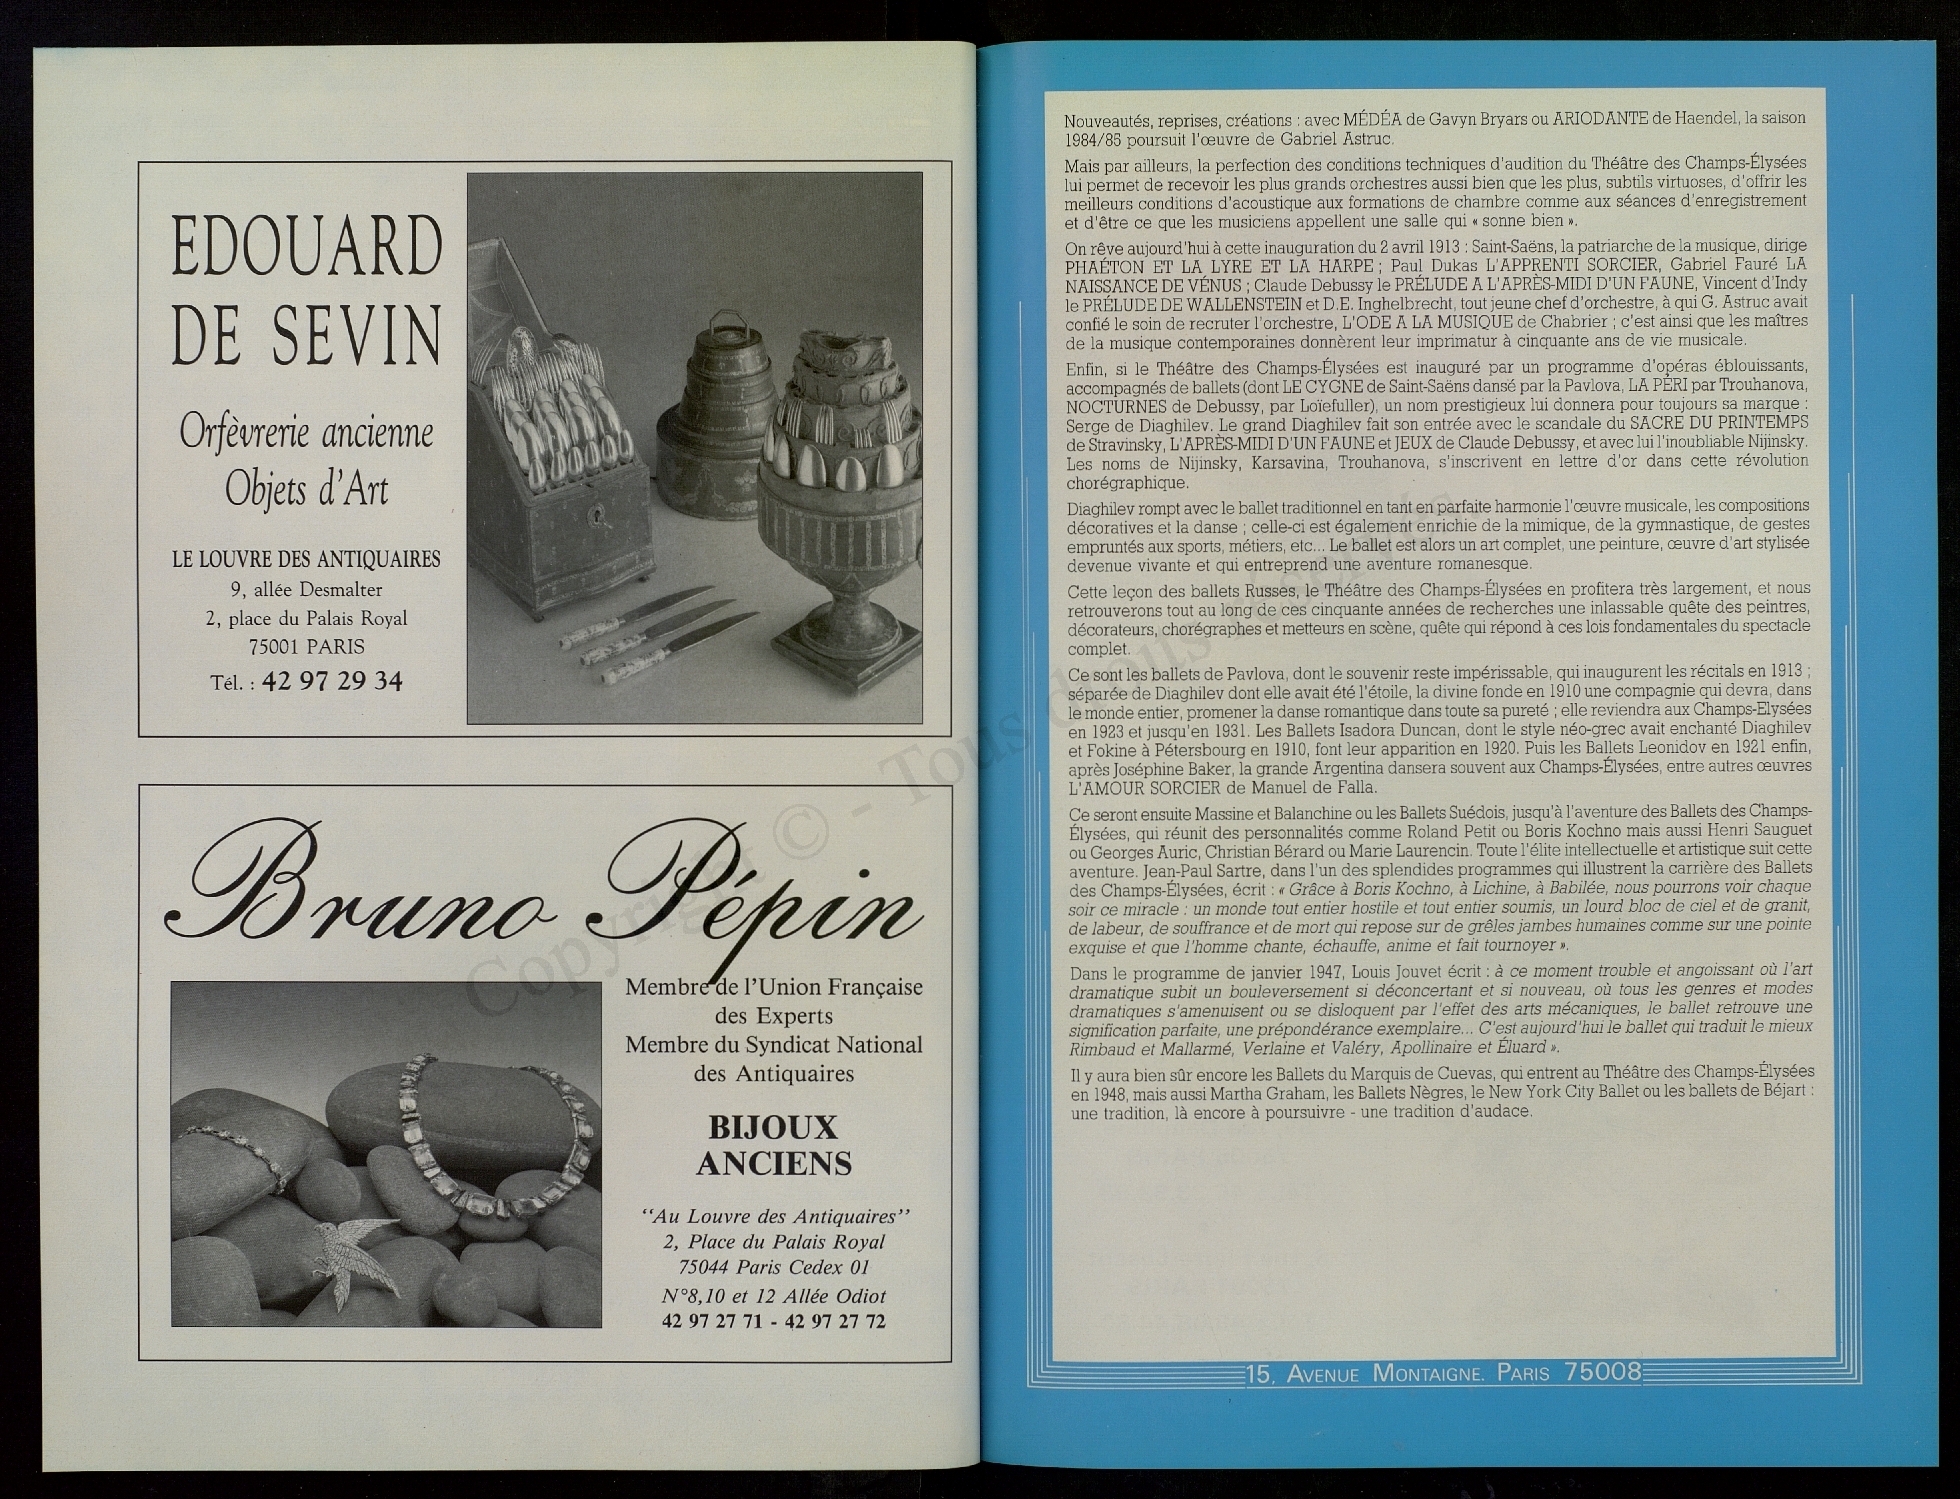 EDOUARD
DE SEVIN
Orfèvrerie ancienne
Objets d'Art
LE LOUVRE DES ANTIQUAIRES
9, allée Desmalter
2, place du Palais Royal
75001 PARIS
Tél. : 42 97 29 34
Bruno Pépin
Membre de l'Union Française
des Experts
Membre du Syndicat National
des Antiquaires
BIJOUX
ANCIENS
‘‘Au Louvre des Antiquaires’’
2, Place du Palais Royal
75044 Paris Cedex 01
N°8,10 et 12 Allée Odiot
42 97 27 71 - 42 97 27 72
Nouveautés, reprises, créations : avec MÉDÉA de Gavyn Bryars ou ARIODANTE de Haendel, la saison
1984/85 poursuit l'œuvre de Gabriel Astruc.
Mais par ailleurs, la perfection des conditions techniques d'audition du Théâtre des Champs-Élysées
lui permet de recevoir les plus grands orchestres aussi bien que les plus, subtils virtuoses, d'offrir les
meilleurs conditions d'acoustique aux formations de chambre comme aux séances d'enregistrement
et d'être ce que les musiciens appellent une salle qui « sonne bien ».
On rêve aujourd'hui à cette inauguration du 2 avril 1913 : Saint-Saëns, la patriarche de la musique, dirige
PHAÉTON ET LA LYRE ET LA HARPE ; Paul Dukas L'APPRENTI SORCIER, Gabriel Fauré LA
NAISSANCE DE VÉNUS ; Claude Debussy le PRÉLUDE A L'APRÈS-MIDI D'UN FAUNE, Vincent d'Indy
le PRÉLUDE DE WALLENSTEIN et D.E. Inghelbrecht, tout jeune chef d'orchestre, à qui G. Astruc avait
confié le soin de recruter l'orchestre, L'ODE A LA MUSIQUE de Chabrier ; c'est ainsi que les maîtres
de la musique contemporaines donnèrent leur imprimatur à cinquante ans de vie musicale.
Enfin, si le Théâtre des Champs-Élysées est inauguré par un programme d'opéras éblouissants,
accompagnés de ballets (dont LE CYGNE de Saint-Saëns dansé par la Pavlova, LA PÉRI par Trouhanova,
NOCTURNES de Debussy, par Loïefuller), un nom prestigieux lui donnera pour toujours sa marque :
Serge de Diaghilev. Le grand Diaghilev fait son entrée avec le scandale du SACRE DU PRINTEMPS
de Stravinsky, L'APRÈS-MIDI D'UN FAUNE et JEUX de Claude Debussy, et avec lui l'inoubliable Nijinsky.
Les noms de Nijinsky, Karsavina, Trouhanova, s'inscrivent en lettre d'or dans cette révolution
chorégraphique.
Diaghilev rompt avec le ballet traditionnel en tant en parfaite harmonie l'œuvre musicale, les compositions
décoratives et la danse ; celle-ci est également enrichie de la mimique, de la gymnastique, de gestes
empruntés aux sports, métiers, etc... Le ballet est alors un art complet, une peinture, œuvre d'art stylisée
devenue vivante et qui entreprend une aventure romanesque.
Cette leçon des ballets Russes, le Théâtre des Champs-Élysées en profitera très largement, et nous
retrouverons tout au long de ces cinquante années de recherches une inlassable quête des peintres,
décorateurs, chorégraphes et metteurs en scène, quête qui répond à ces lois fondamentales du spectacle
complet.
Ce sont les ballets de Pavlova, dont le souvenir reste impérissable, qui inaugurent les récitals en 1913 ;
séparée de Diaghilev dont elle avait été l'étoile, la divine fonde en 1910 une compagnie qui devra, dans
le monde entier, promener la danse romantique dans toute sa pureté ; elle reviendra aux Champs-Elysées
en 1923 et jusqu'en 1931. Les Ballets Isadora Duncan, dont le style néo-grec avait enchanté Diaghilev
et Fokine à Pétersbourg en 1910, font leur apparition en 1920. Puis les Ballets Leonidov en 1921 enfin,
après Joséphine Baker, la grande Argentina dansera souvent aux Champs-Élysées, entre autres œuvres
L'AMOUR SORCIER de Manuel de Falla.
Ce seront ensuite Massine et Balanchine ou les Ballets Suédois, jusqu'à l'aventure des Ballets des Champs-
Élysées, qui réunit des personnalités comme Roland Petit ou Boris Kochno mais aussi Henri Sauguet
ou Georges Auric, Christian Bérard ou Marie Laurencin. Toute l'élite intellectuelle et artistique suit cette
aventure. Jean-Paul Sartre, dans l'un des splendides programmes qui illustrent la carrière des Ballets
des Champs-Élysées, écrit : « Grâce à Boris Kochno, à Lichine, à Babilée, nous pourrons voir chaque
soir ce miracle : un monde tout entier hostile et tout entier soumis, un lourd bloc de ciel et de granit,
de labeur, de souffrance et de mort qui repose sur de grêles jambes humaines comme sur une pointe
exquise et que l'homme chante, échauffe, anime et fait tournoyer ».
Dans le programme de janvier 1947, Louis Jouvet écrit : à ce moment trouble et angoissant où l'art
dramatique subit un bouleversement si déconcertant et si nouveau, où tous les genres et modes
dramatiques s'amenuisent ou se disloquent par l'effet des arts mécaniques, le ballet retrouve une
signification parfaite, une prépondérance exemplaire... C'est aujourd'hui le ballet qui traduit le mieux
Rimbaud et Mallarmé, Verlaine et Valéry, Apollinaire et Éluard ».
Il y aura bien sûr encore les Ballets du Marquis de Cuevas, qui entrent au Théâtre des Champs-Élysées
en 1948, mais aussi Martha Graham, les Ballets Nègres, le New York City Ballet ou les ballets de Béjart :
une tradition, là encore à poursuivre - une tradition d'audace.
15, AVENUE MONTAIGNE. PARIS 75008
Copyright © - Tous droits réservés